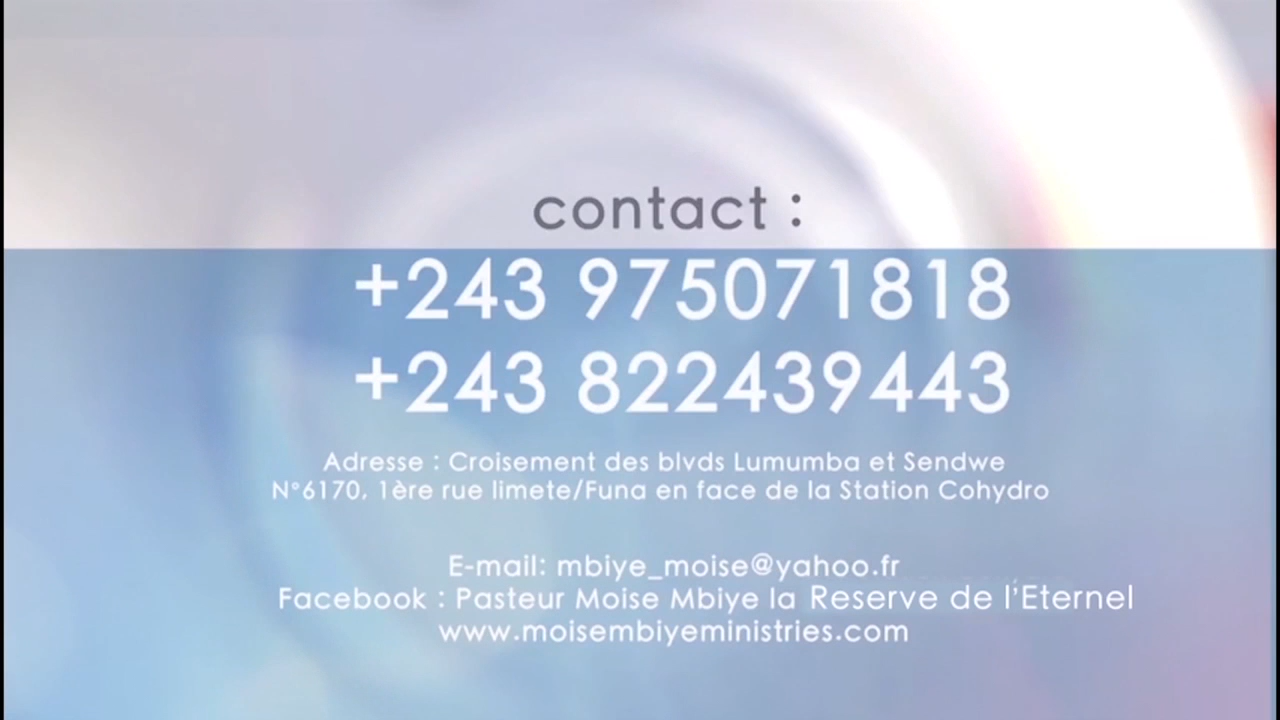 contact :
+243 975071818
+243 822439443
Adresse : Croisement des blvds Lumumba et Sendwe
N°6170, 1ère rue limete/Funa en face de la Station Cohydro
E-mail: mbiye_moise@yahoo.fr
Facebook : Pasteur Moise Mbiye la Reserve de l'Eternel
www.moisembiyeministries.com